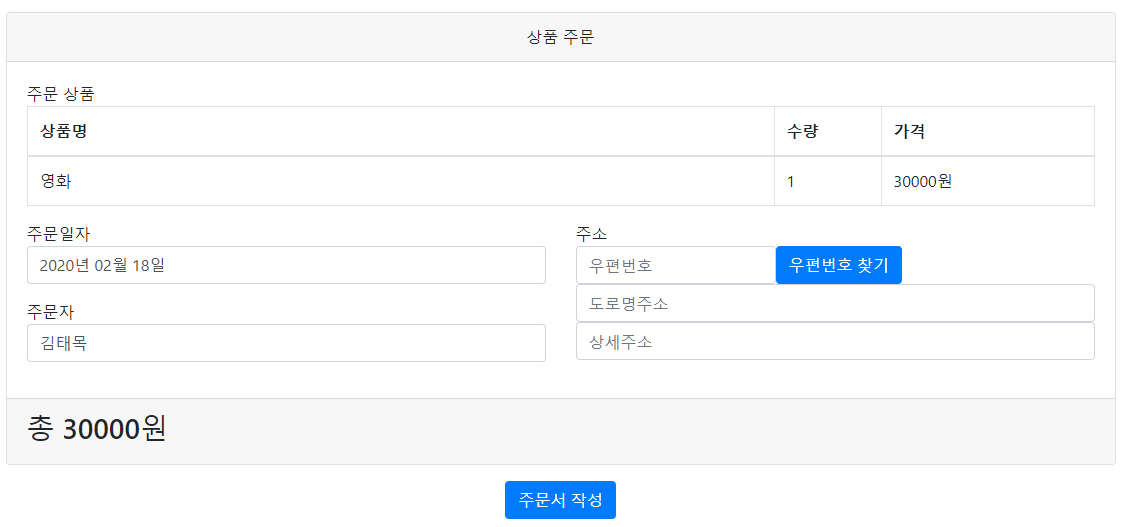 상품 주문
주문 상품
상품명 수량 가격
영화 1 30000원
주문일자
2020년 02월 18일
주문자
김태목
주소
우편번호 우편번호 찾기
도로명주소
상세주소
총 30000원
주문서 작성